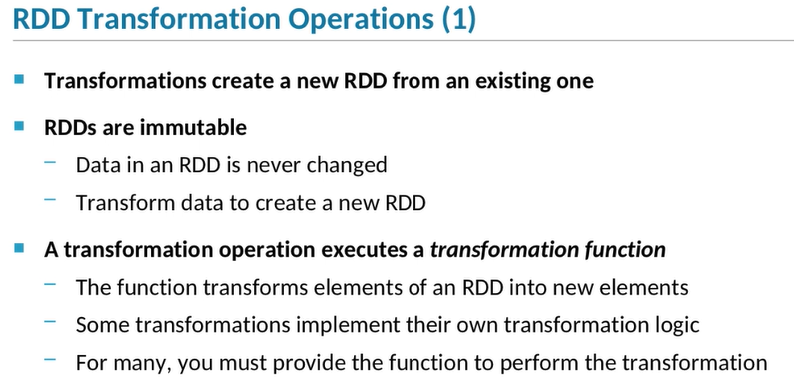 RDD Transformation Operations (1)
Transformations create a new RDD from an existing one
RDDs are immutable
– Data in an RDD is never changed
– Transform data to create a new RDD
A transformation operation executes a transformation function
– The function transforms elements of an RDD into new elements
– Some transformations implement their own transformation logic
– For many, you must provide the function to perform the transformation